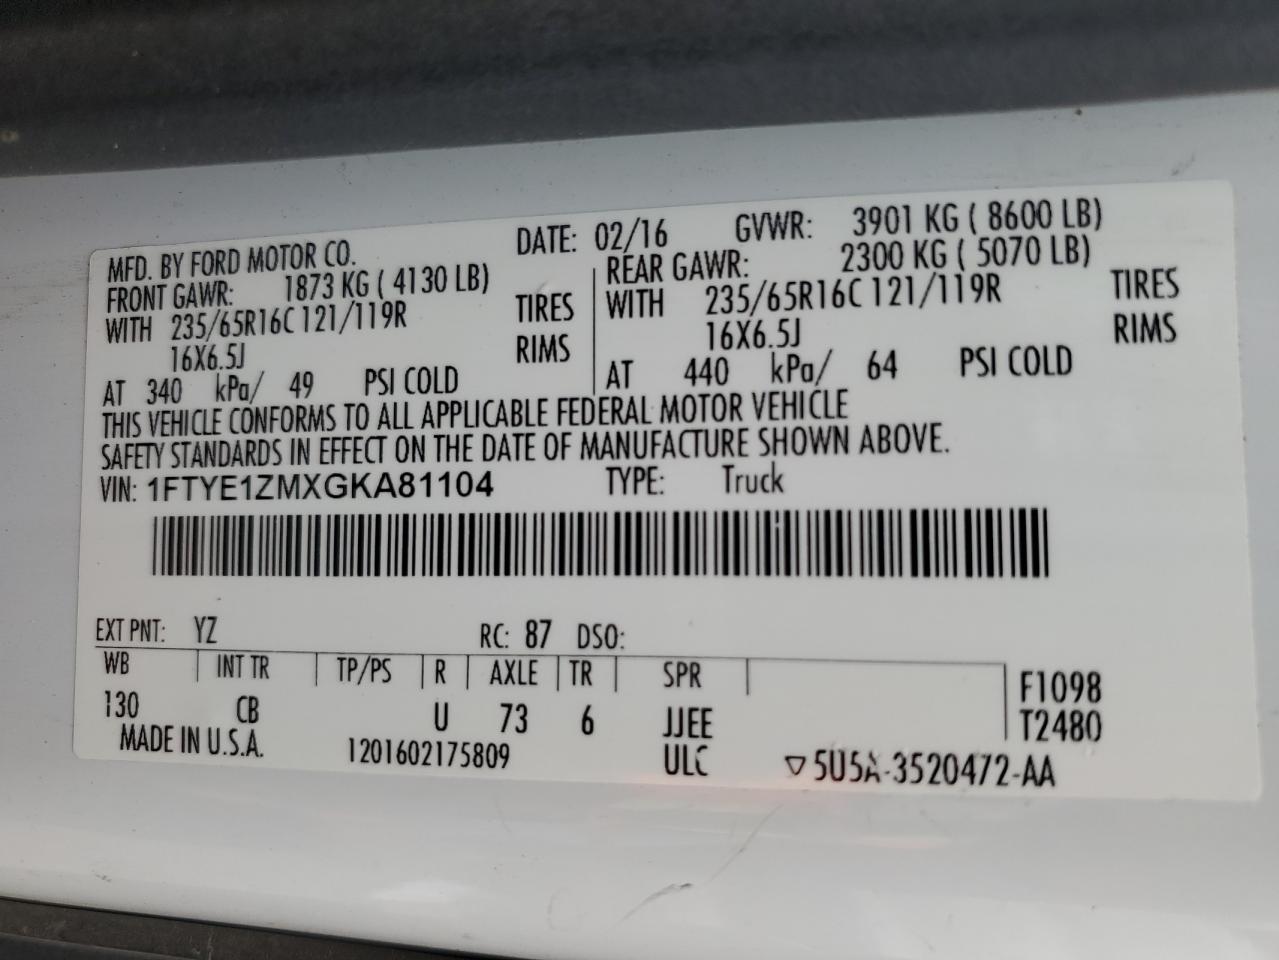 MFD. BY FORD MOTOR CO. DATE: 02/16 GVWR: 3901 KG ( 8600 LB)
FRONT GAWR: 1873 KG ( 4130 LB) REAR GAWR: 2300 KG ( 5070 LB)
WITH 235/65R16C 121/119R TIRES WITH 235/65R16C 121/119R TIRES
16X6.5J RIMS 16X6.5J RIMS
AT 340 kPa/ 49 PSI COLD AT 440 kPa/ 64 PSI COLD
THIS VEHICLE CONFORMS TO ALL APPLICABLE FEDERAL MOTOR VEHICLE
SAFETY STANDARDS IN EFFECT ON THE DATE OF MANUFACTURE SHOWN ABOVE.
VIN: 1FTYE1ZMXGKA81104 TYPE: Truck
EXT PNT: YZ RC: 87 DSO:
WB INT TR TP/PS R AXLE TR SPR F1098
130 CB U 73 6 JJEE T2480
MADE IN U.S.A. 1201602175809 ULC ▽5U5A-3520472-AA